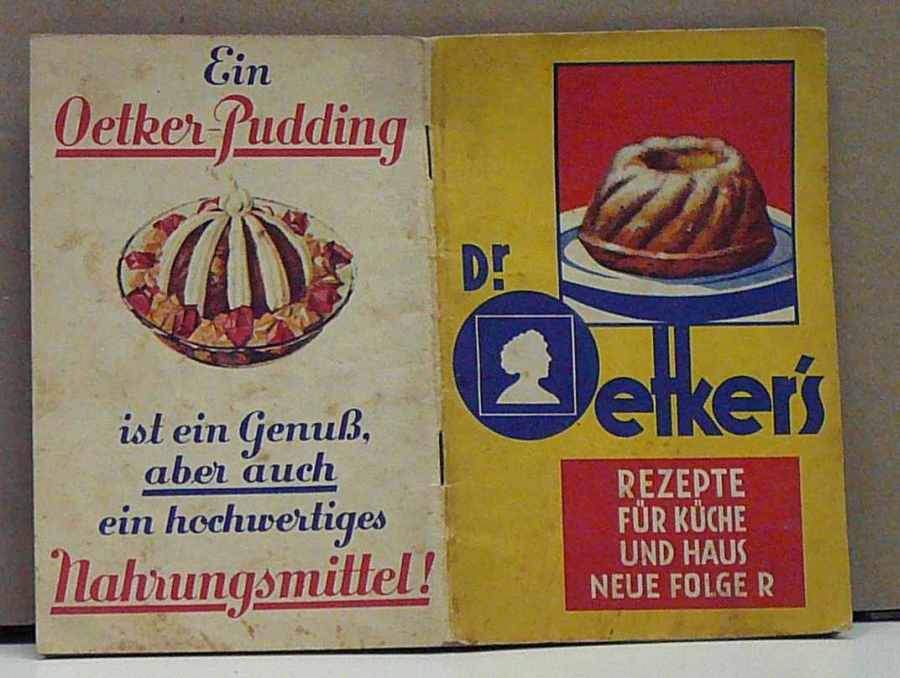 Ein
Oetker-Pudding
ist ein Genuß,
aber auch
ein hochwertiges
Nahrungsmittel!
Dr
Oetker's
REZEPTE
FÜR KÜCHE
UND HAUS
NEUE FOLGE R